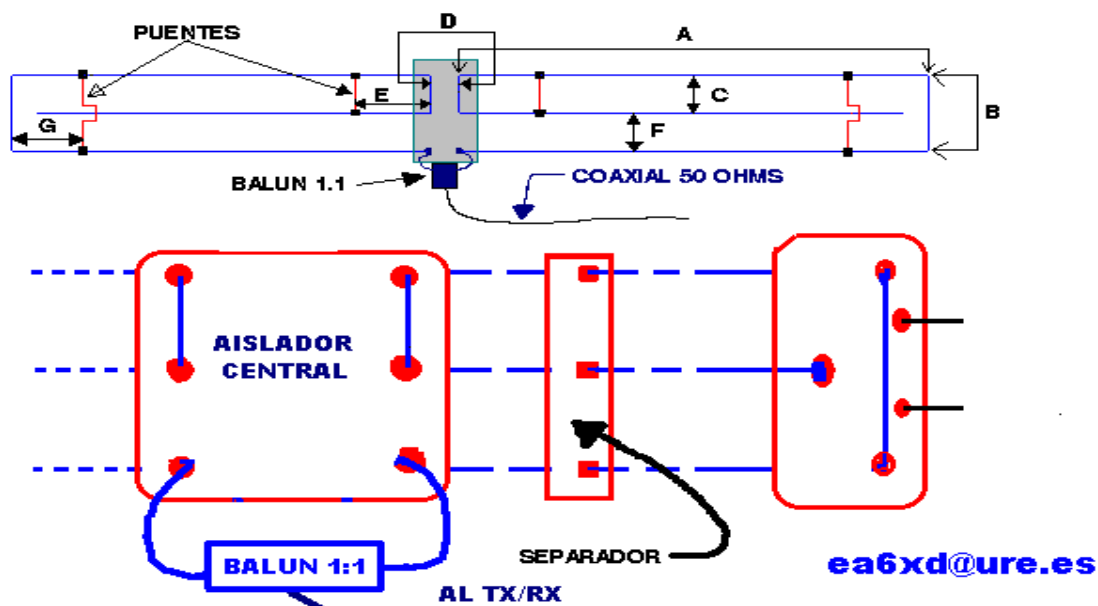 D
PUENTES
A
E
C
G
F
B
BALUN 1.1
COAXIAL 50 OHMS
AISLADOR
CENTRAL
SEPARADOR
BALUN 1:1
AL TX/RX
ea6xd@ure.es